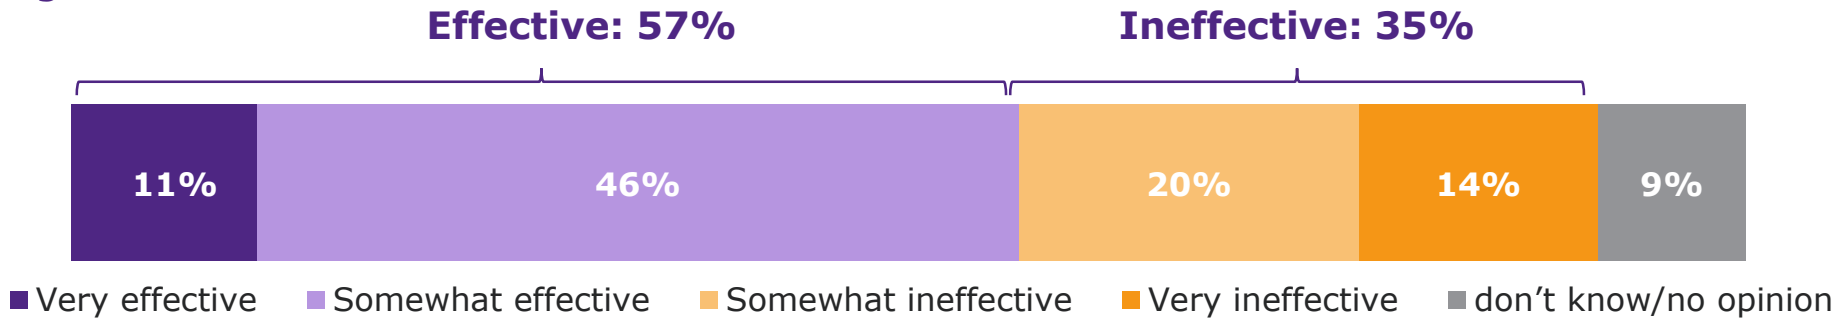 Effective: 57% Ineffective: 35%
11% 46% 20% 14% 9%
Very effective Somewhat effective Somewhat ineffective Very ineffective don’t know/no opinion